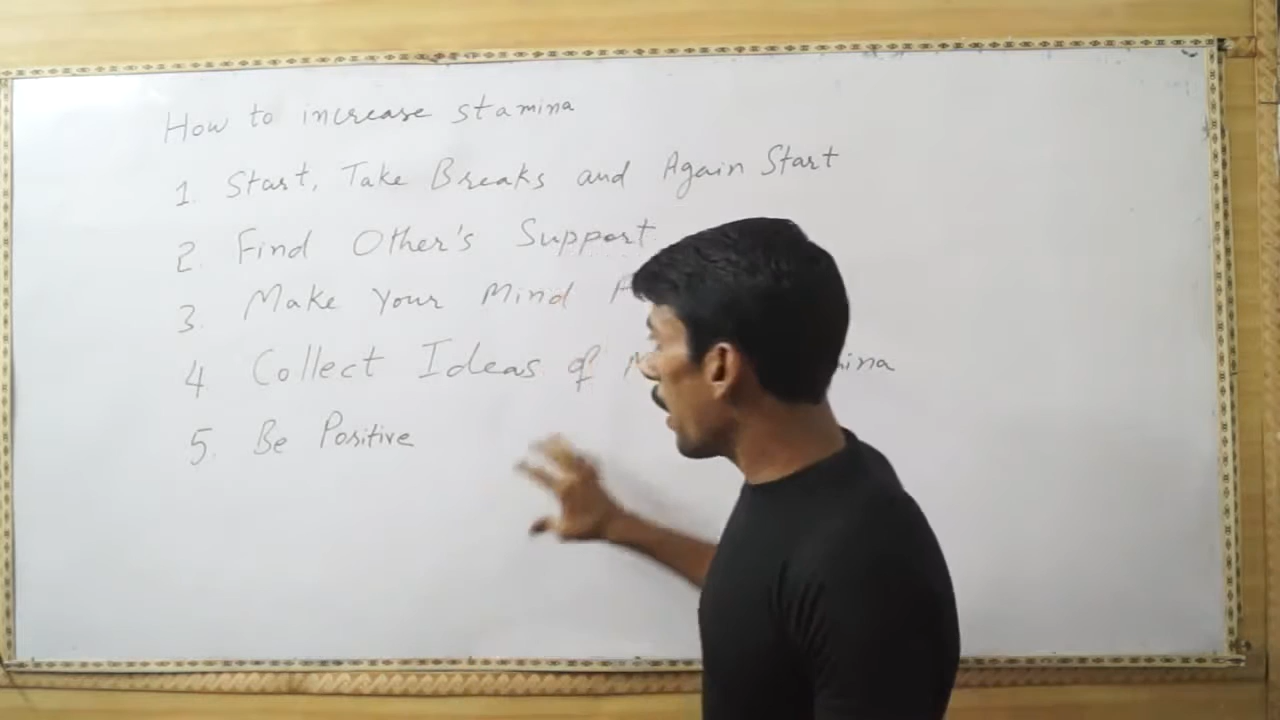 How to increase stamina
1. Start, Take Breaks and Again Start
2. Find Other's Support
3. Make Your Mind
4 Collect Ideas of
5. Be Positive